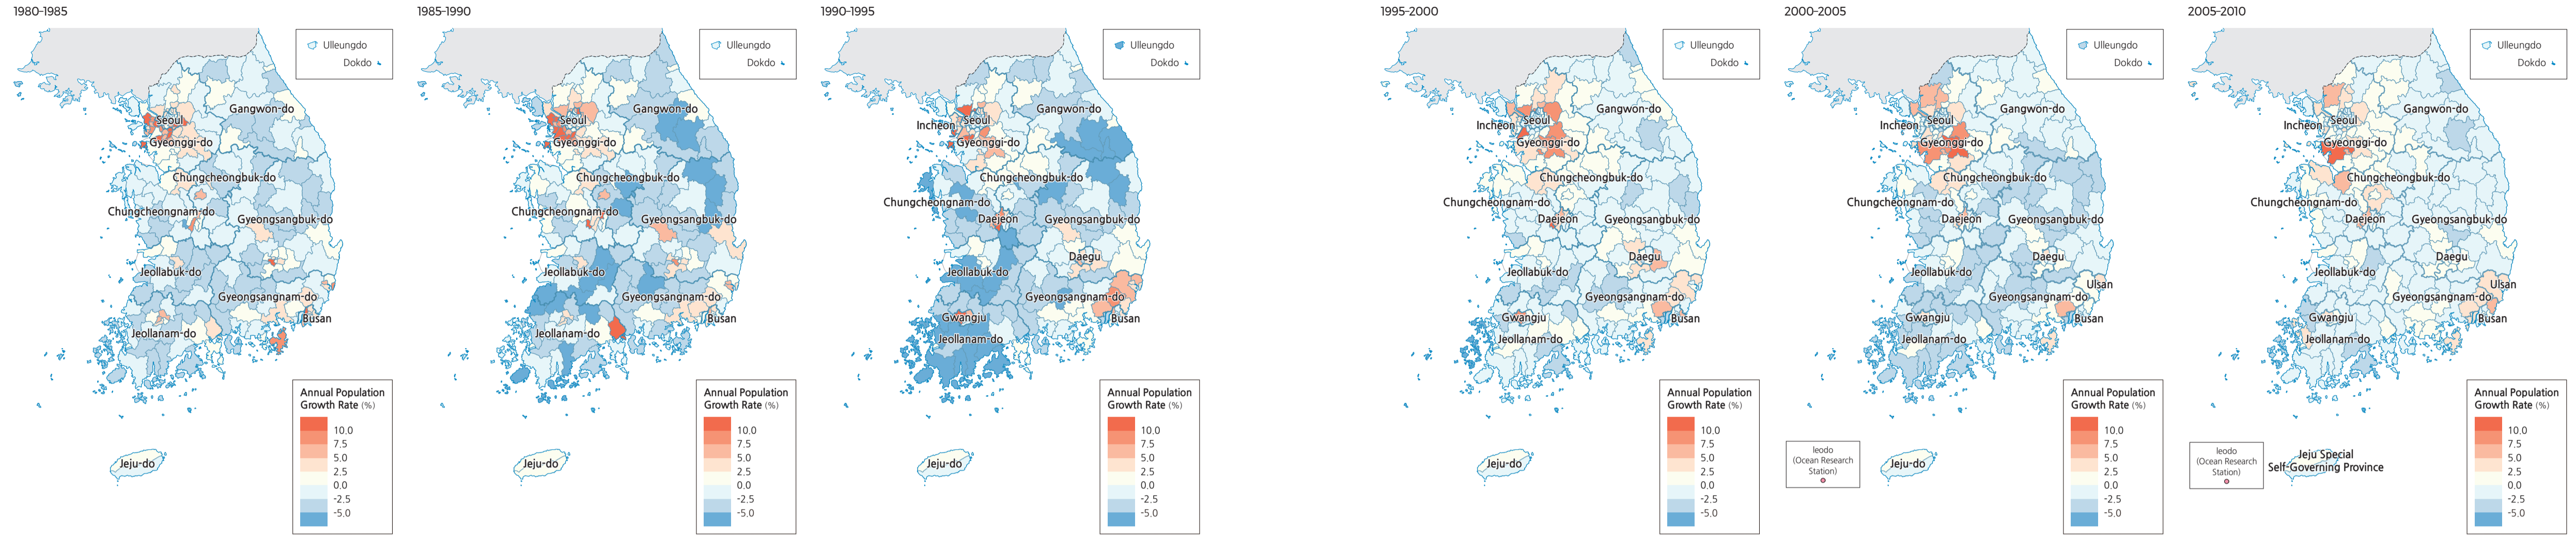 1980-1985
Ulleungdo
Dokdo
Gangwon-do
Seoul
Gyeonggi-do
Chungcheongbuk-do
Chungcheongnam-do
Gyeongsangbuk-do
Jeollabuk-do
Gyeongsangnam-do
Busan
Jeollanam-do
Jeju-do
Annual Population
Growth Rate (%)
10.0
7.5
5.0
2.5
0.0
-2.5
-5.0
1985-1990
Ulleungdo
Dokdo
Gangwon-do
Seoul
Gyeonggi-do
Chungcheongbuk-do
Chungcheongnam-do
Gyeongsangbuk-do
Jeollabuk-do
Gyeongsangnam-do
Busan
Jeollanam-do
Jeju-do
Annual Population
Growth Rate (%)
10.0
7.5
5.0
2.5
0.0
-2.5
-5.0
1990-1995
Ulleungdo
Dokdo
Gangwon-do
Seoul
Incheon
Gyeonggi-do
Chungcheongbuk-do
Chungcheongnam-do
Daejeon
Gyeongsangbuk-do
Daegu
Jeollabuk-do
Gyeongsangnam-do
Gwangju
Busan
Jeollanam-do
Jeju-do
Annual Population
Growth Rate (%)
10.0
7.5
5.0
2.5
0.0
-2.5
-5.0
1995-2000
Ulleungdo
Dokdo
Gangwon-do
Seoul
Incheon
Gyeonggi-do
Chungcheongbuk-do
Chungcheongnam-do
Daejeon
Gyeongsangbuk-do
Daegu
Jeollabuk-do
Gyeongsangnam-do
Gwangju
Busan
Jeollanam-do
Jeju-do
Annual Population
Growth Rate (%)
10.0
7.5
5.0
2.5
0.0
-2.5
-5.0
2000-2005
Ulleungdo
Dokdo
Gangwon-do
Seoul
Incheon
Gyeonggi-do
Chungcheongbuk-do
Chungcheongnam-do
Daejeon
Gyeongsangbuk-do
Daegu
Jeollabuk-do
Ulsan
Gyeongsangnam-do
Gwangju
Busan
Jeollanam-do
Ieodo
(Ocean Research
Station)
Jeju-do
Annual Population
Growth Rate (%)
10.0
7.5
5.0
2.5
0.0
-2.5
-5.0
2005-2010
Ulleungdo
Dokdo
Gangwon-do
Seoul
Incheon
Gyeonggi-do
Chungcheongbuk-do
Chungcheongnam-do
Daejeon
Gyeongsangbuk-do
Daegu
Jeollabuk-do
Ulsan
Gyeongsangnam-do
Gwangju
Busan
Jeollanam-do
Ieodo
(Ocean Research
Station)
Jeju Special
Self-Governing Province
Annual Population
Growth Rate (%)
10.0
7.5
5.0
2.5
0.0
-2.5
-5.0